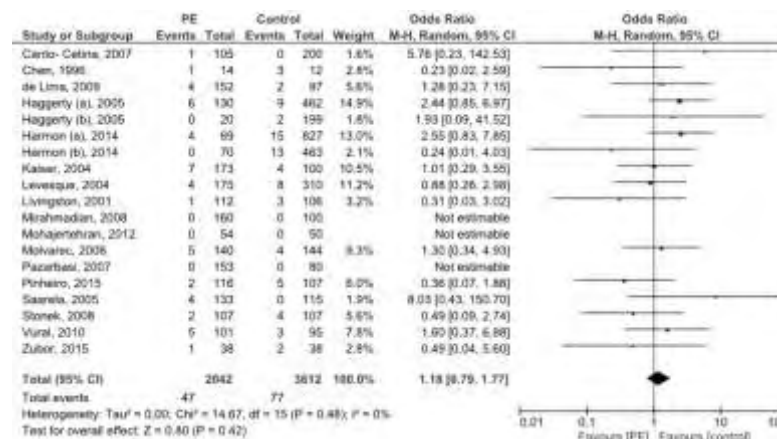 PE Control Odds Ratio Odds Ratio
Study or Subgroup Events Total Events Total Weight M-H, Random, 95% CI M-H, Random, 95% CI
Canto- Cetina, 2007 1 105 0 200 1.6% 5.76 [0.23, 142.53]
Chen, 1996 1 14 3 12 2.8% 0.23 [0.02, 2.59]
de Lima, 2009 4 152 2 97 1.28 [0.23, 7.15]
Haggerty (a), 2005 6 130 9 462 14.9% 2.44 [0.85, 6.97]
Haggerty (b), 2005 0 20 2 199 1.8% 1.93 [0.09, 41.52]
Harmon (a), 2014 4 69 15 627 13.0% 2.55 [0.83, 7.85]
Harmon (b), 2014 0 70 13 463 2.1% 0.24 [0.01, 4.03]
Kaiser, 2004 7 173 4 100 10.5% 1.01 [0.29, 3.55]
Levesque, 2004 4 175 8 310 11.2% 0.88 [0.26, 2.98]
Livingston, 2001 1 112 3 106 3.2% 0.31 [0.03, 3.02]
Mirahmadian, 2008 0 160 0 100 Not estimable
Mohajertehran, 2012 0 54 0 50 Not estimable
Molvarec, 2006 5 140 4 144 9.3% 1.30 [0.34, 4.93]
Pazarbasi, 2007 0 153 0 80 Not estimable
Pinheiro, 2015 2 116 5 107 6.0% 0.36 [0.07, 1.88]
Saarela, 2005 4 133 0 115 1.9% 8.03 [0.43, 150.70]
Stonek, 2008 2 107 4 107 5.6% 0.49 [0.09, 2.74]
Vural, 2010 5 101 3 95 7.8% 1.60 [0.37, 6.88]
Zubor, 2015 1 38 2 38 2.8% 0.49 [0.04, 5.60]
Total (95% CI) 2042 3612 100.0% 1.18 [0.79, 1.77]
Total events 47 77
Heterogeneity: Tau² = 0.00; Chi² = 14.67, df = 15 (P = 0.48); I² = 0%
Test for overall effect: Z = 0.80 (P = 0.42)
0.01 0.1 1 10
Favours [PE] Favours [control]